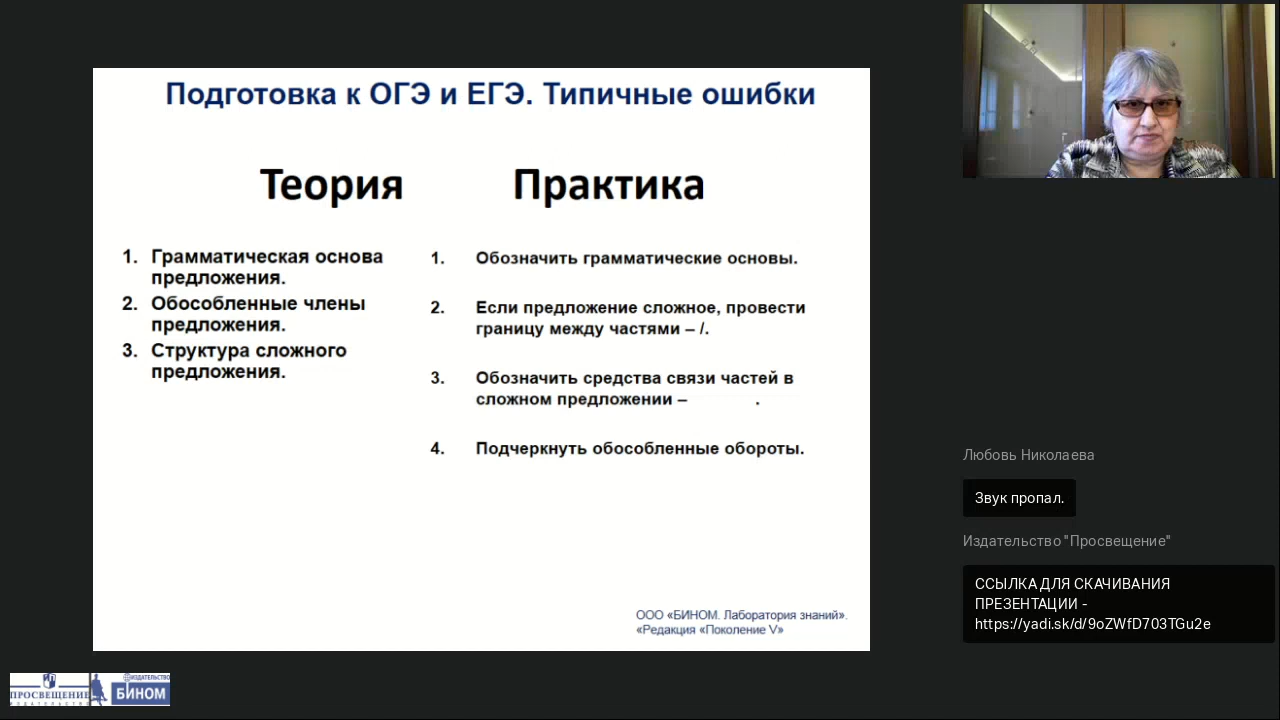 Подготовка к ОГЭ и ЕГЭ. Типичные ошибки
Теория
1. Грамматическая основа
предложения.
2. Обособленные члены
предложения.
3. Структура сложного
предложения.
Практика
1. Обозначить грамматические основы.
2. Если предложение сложное, провести
границу между частями – /.
3. Обозначить средства связи частей в
сложном предложении – .
4. Подчеркнуть обособленные обороты.
ООО «БИНОМ. Лаборатория знаний».
«Редакция «Поколение V»
Любовь Николаева
Звук пропал.
Издательство "Просвещение"
ССЫЛКА ДЛЯ СКАЧИВАНИЯ
ПРЕЗЕНТАЦИИ -
https://yadi.sk/d/9oZWfD703TGu2e
ПРОСВЕЩЕНИЕ
ИЗДАТЕЛЬСТВО
ИЗДАТЕЛЬСТВО
БИНОМ